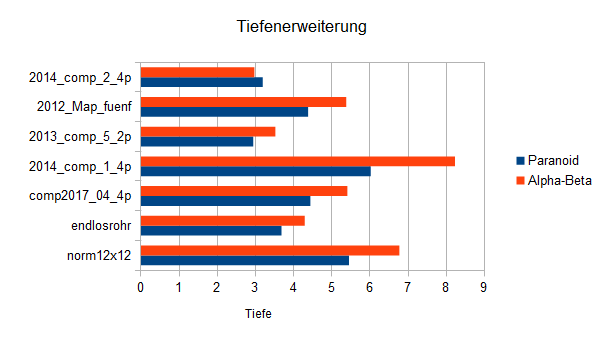 Tiefenerweiterung
2014_comp_2_4p
2012_Map_fuenf
2013_comp_5_2p
2014_comp_1_4p
comp2017_04_4p
endlosrohr
norm12x12
0 1 2 3 4 5 6 7 8 9
Tiefe
Paranoid
Alpha-Beta